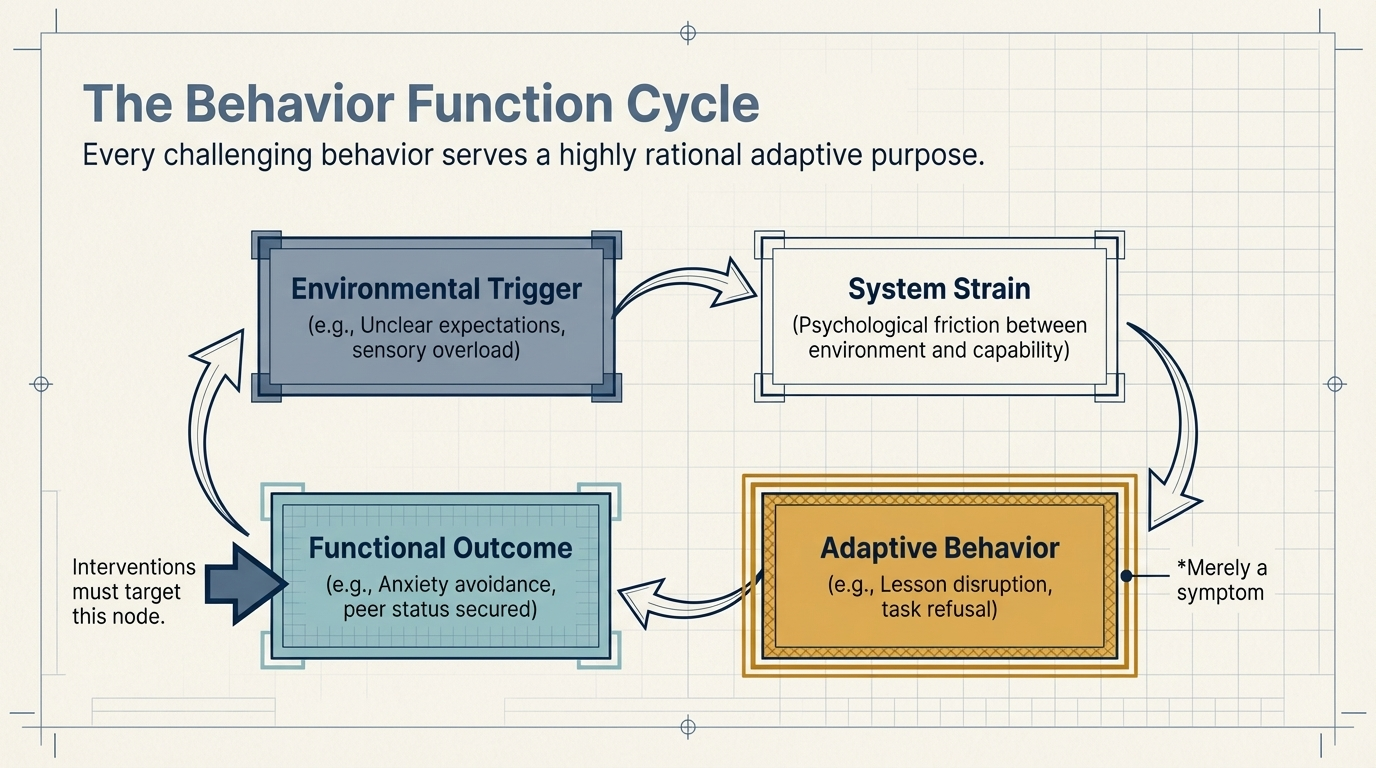 The Behavior Function Cycle
Every challenging behavior serves a highly rational adaptive purpose.
Environmental Trigger
(e.g., Unclear expectations,
sensory overload)
System Strain
(Psychological friction between
environment and capability)
Functional Outcome
(e.g., Anxiety avoidance,
peer status secured)
Adaptive Behavior
(e.g., Lesson disruption,
task refusal)
Interventions
must target
this node.
*Merely a
symptom